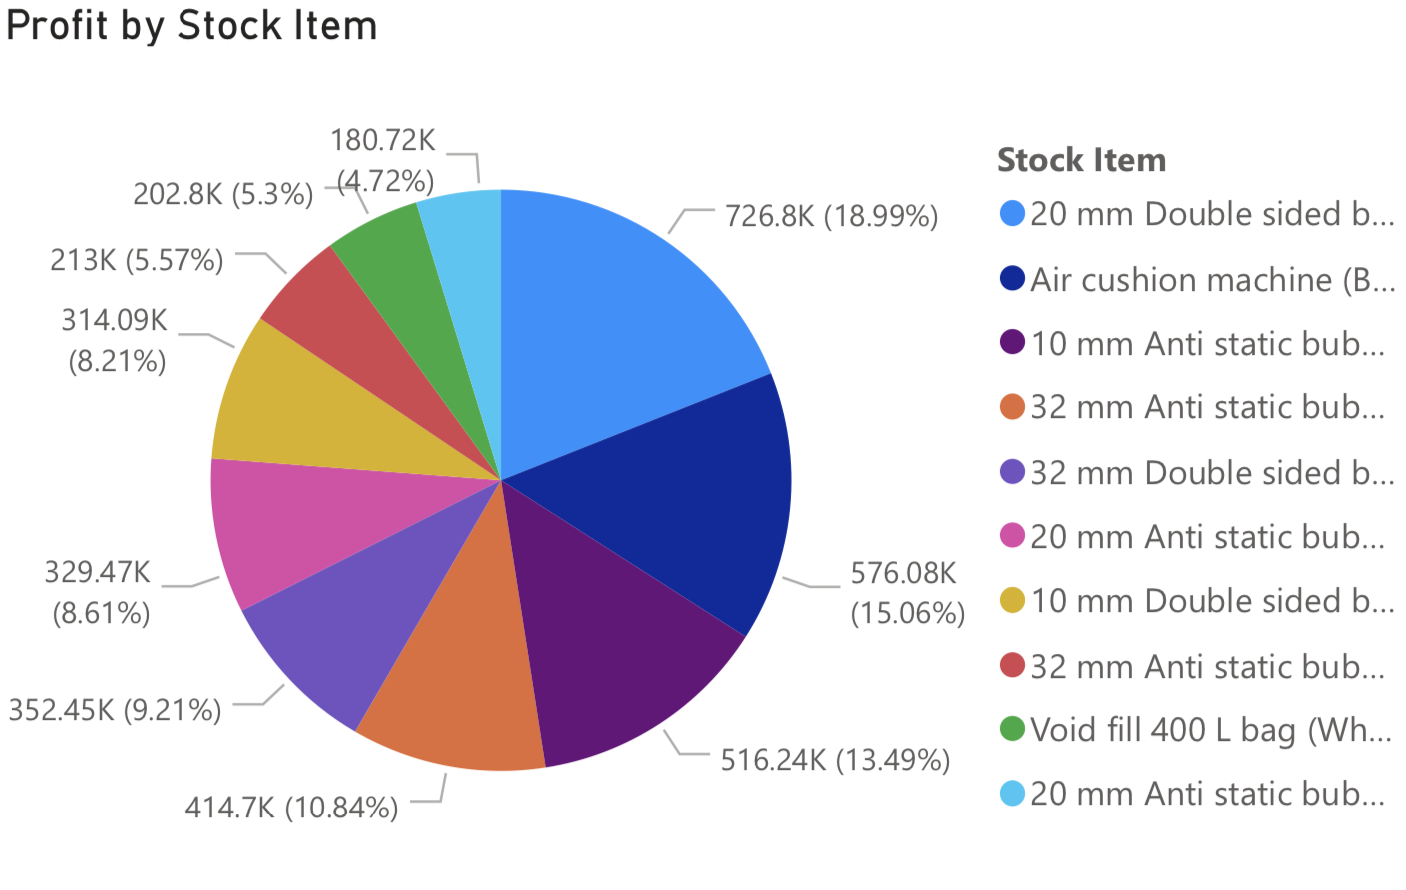 Profit by Stock Item
180.72K
(4.72%)
202.8K (5.3%)
213K (5.57%)
314.09K
(8.21%)
329.47K
(8.61%)
352.45K (9.21%)
414.7K (10.84%)
726.8K (18.99%)
576.08K
(15.06%)
516.24K (13.49%)
Stock Item
20 mm Double sided b...
Air cushion machine (B...
10 mm Anti static bub...
32 mm Anti static bub...
32 mm Double sided b...
20 mm Anti static bub...
10 mm Double sided b...
32 mm Anti static bub...
Void fill 400 L bag (Wh...
20 mm Anti static bub...